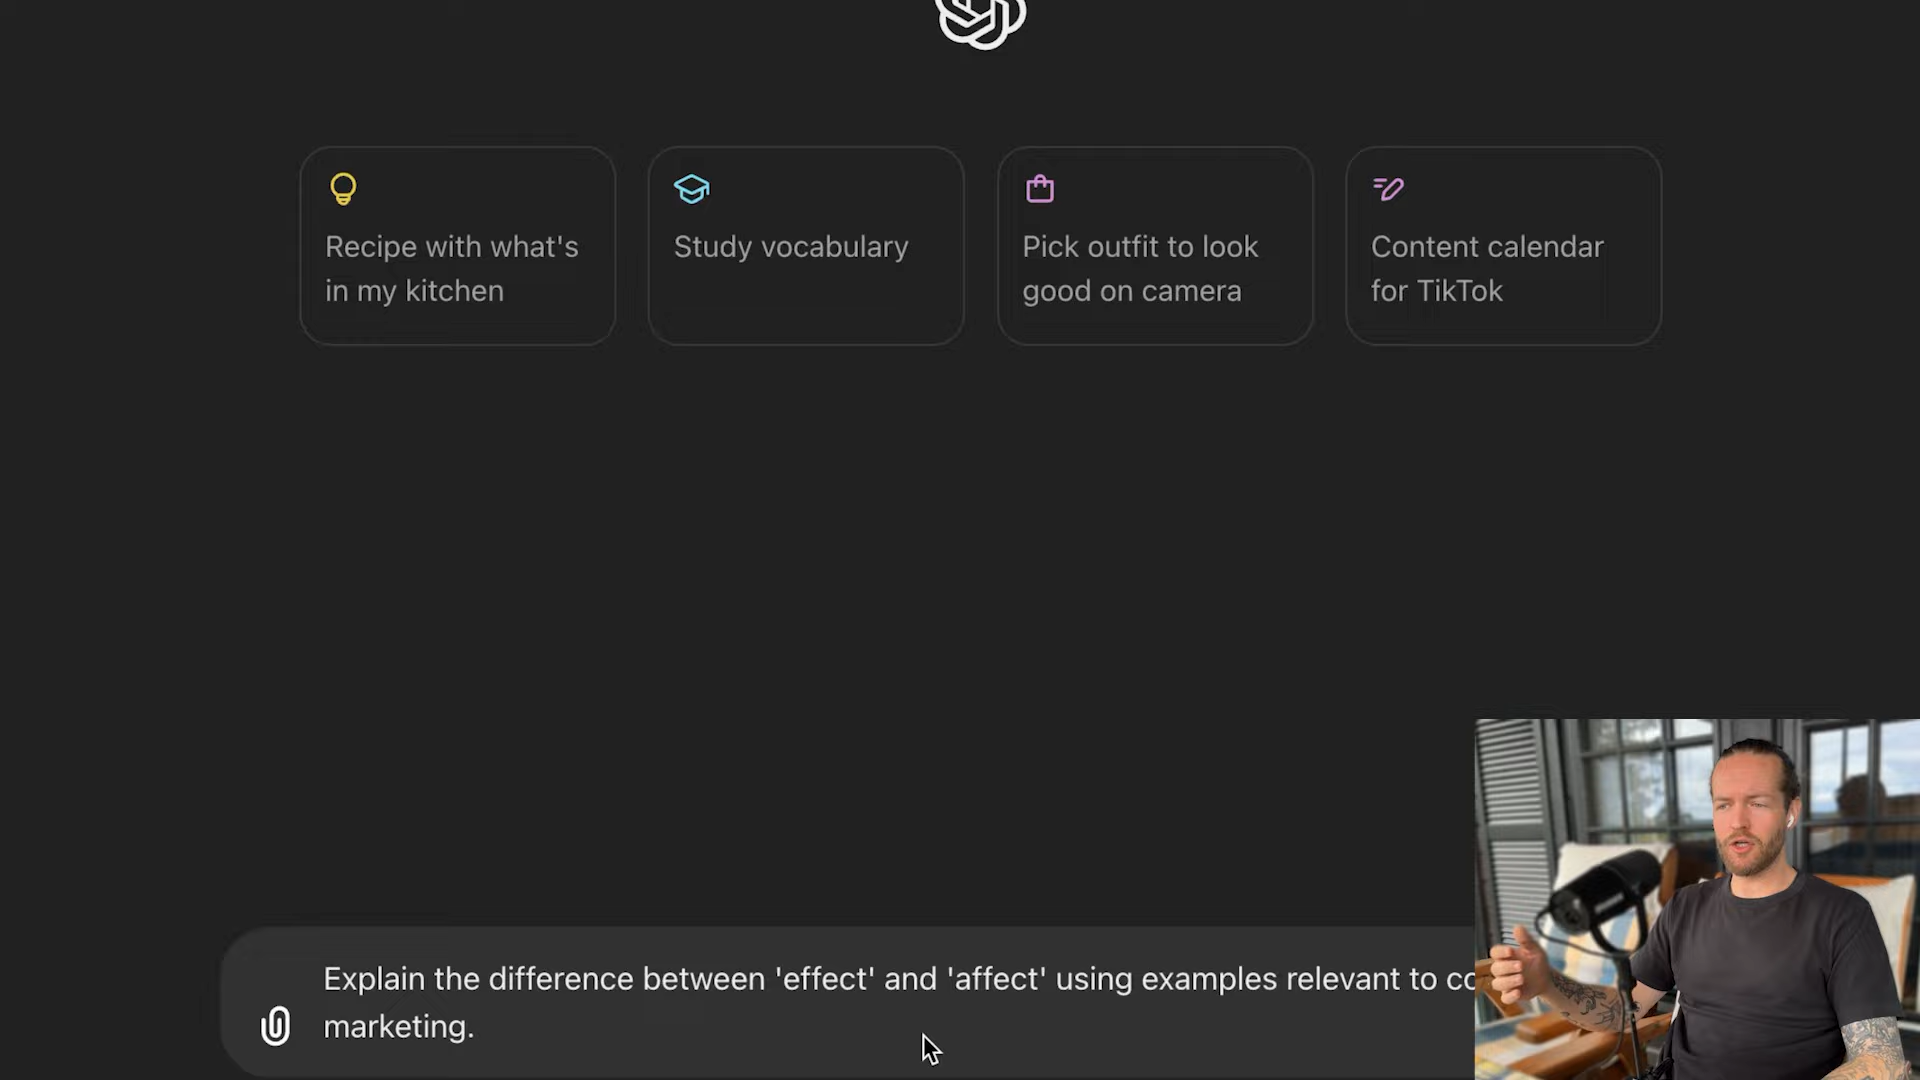 Recipe with what's
in my kitchen
Study vocabulary
Pick outfit to look
good on camera
Content calendar
for TikTok
Explain the difference between 'effect' and 'affect' using examples relevant to
marketing.